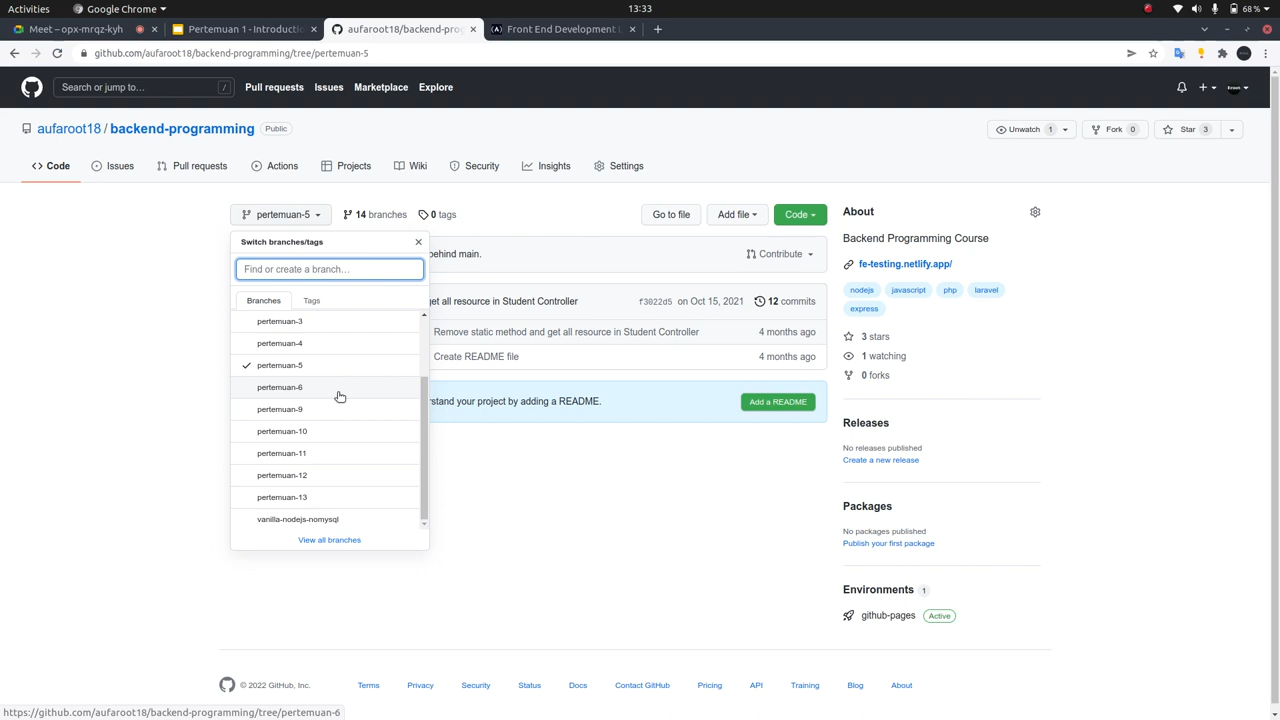 Activities Google Chrome 13:33 68 %
Meet – opx-mrqz-kyh Pertemuan 1 - Introductio aufaroot18/backend-prog Front End Development L
github.com/aufaroot18/backend-programming/tree/pertemuan-5
Search or jump to… / Pull requests Issues Marketplace Explore
aufaroot18 / backend-programming Public Unwatch 1 Fork 0 Star 3
Code Issues Pull requests Actions Projects Wiki Security Insights Settings
pertemuan-5 14 branches 0 tags Go to file Add file Code
Switch branches/tags
Find or create a branch…
Branches Tags
pertemuan-3
pertemuan-4
pertemuan-5
pertemuan-6
pertemuan-9
pertemuan-10
pertemuan-11
pertemuan-12
pertemuan-13
vanilla-nodejs-nomysql
View all branches
behind main. Contribute
get all resource in Student Controller f3022d5 on Oct 15, 2021 12 commits
Remove static method and get all resource in Student Controller 4 months ago
Create README file 4 months ago
your project by adding a README. Add a README
About
Backend Programming Course
fe-testing.netlify.app/
nodejs javascript php laravel
express
3 stars
1 watching
0 forks
Releases
No releases published
Create a new release
Packages
No packages published
Publish your first package
Environments 1
github-pages Active
© 2022 GitHub, Inc. Terms Privacy Security Status Docs Contact GitHub Pricing API Training Blog About
https://github.com/aufaroot18/backend-programming/tree/pertemuan-6